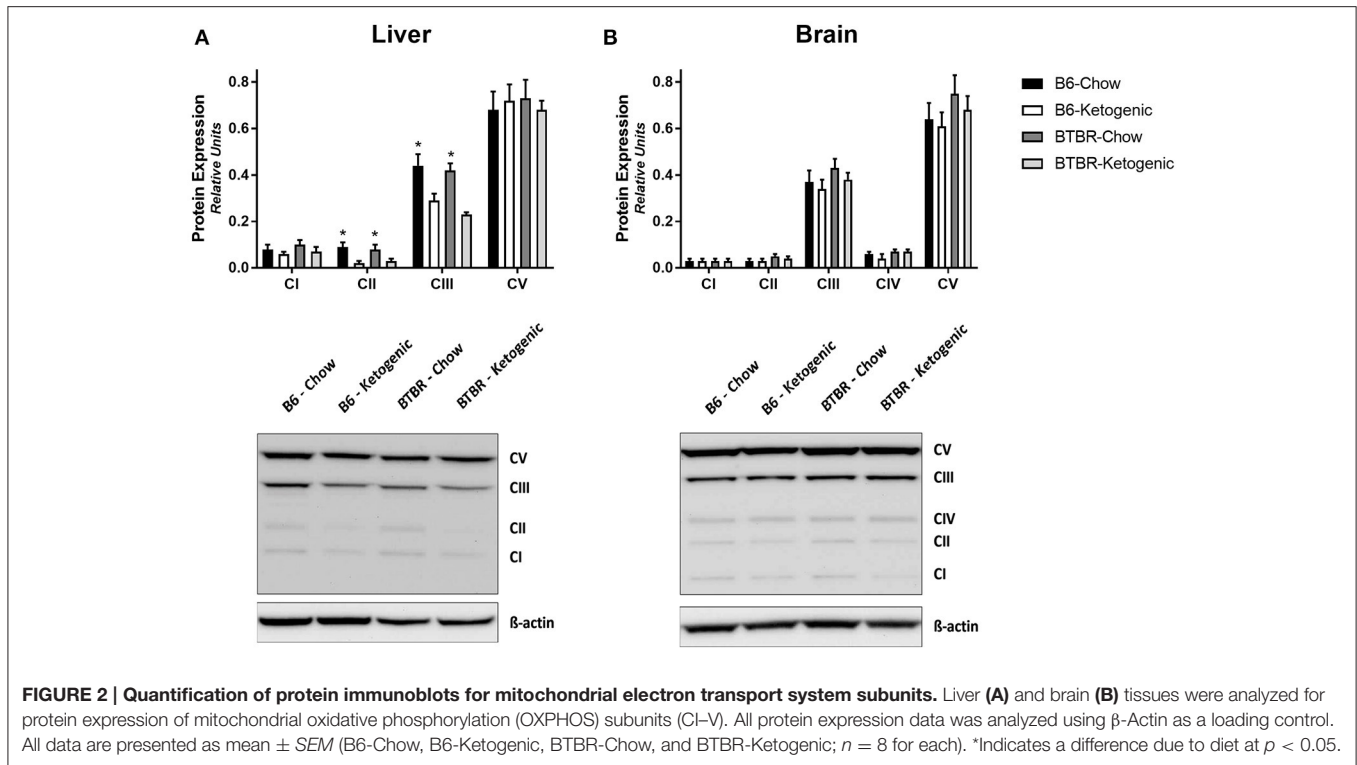 A
Liver
B
Brain
Protein Expression
Relative Units
0.8
0.6
0.4
0.2
0.0
* * * *
CI CII CIII CV
Protein Expression
Relative Units
0.8
0.6
0.4
0.2
0.0
CI CII CIII CIV CV
B6-Chow
B6-Ketogenic
BTBR-Chow
BTBR-Ketogenic
B6 - Chow
B6 - Ketogenic
BTBR - Chow
BTBR - Ketogenic
CV
CIII
CII
CI
ß-actin
B6 - Chow
B6 - Ketogenic
BTBR - Chow
BTBR - Ketogenic
CV
CIII
CIV
CII
CI
ß-actin
FIGURE 2 | Quantification of protein immunoblots for mitochondrial electron transport system subunits. Liver (A) and brain (B) tissues were analyzed for
protein expression of mitochondrial oxidative phosphorylation (OXPHOS) subunits (CI–V). All protein expression data was analyzed using β-Actin as a loading control.
All data are presented as mean ± SEM (B6-Chow, B6-Ketogenic, BTBR-Chow, and BTBR-Ketogenic; n = 8 for each). *Indicates a difference due to diet at p < 0.05.